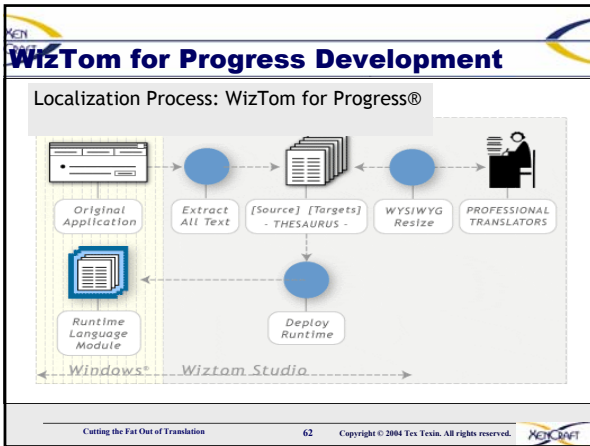 XEN
CRAFT
WizTom for Progress Development
Localization Process: WizTom for Progress®
Original
Application
Extract
All Text
[Source] [Targets]
- THESAURUS -
WYSIWYG
Resize
PROFESSIONAL
TRANSLATORS
Runtime
Language
Module
Deploy
Runtime
Windows® Wiztom Studio
Cutting the Fat Out of Translation 62 Copyright © 2004 Tex Texin. All rights reserved.
XENCRAFT